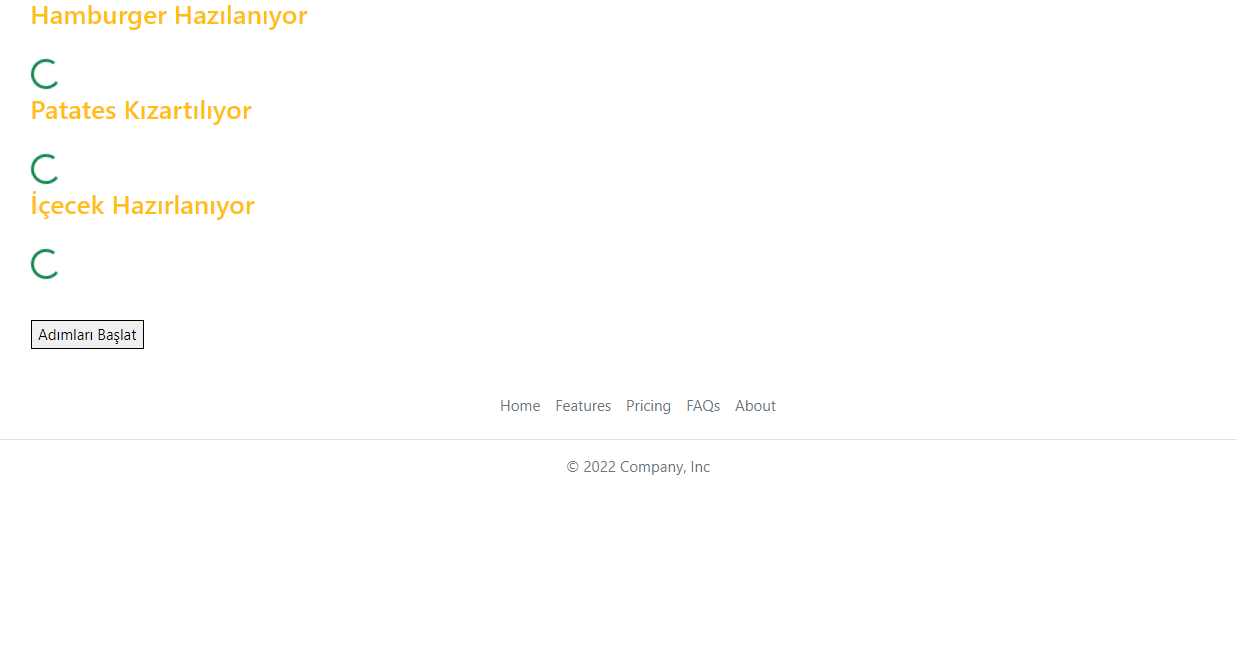 Hamburger Hazılanıyor
Patates Kızartılıyor
İçecek Hazırlanıyor
Adımları Başlat
Home Features Pricing FAQs About
© 2022 Company, Inc